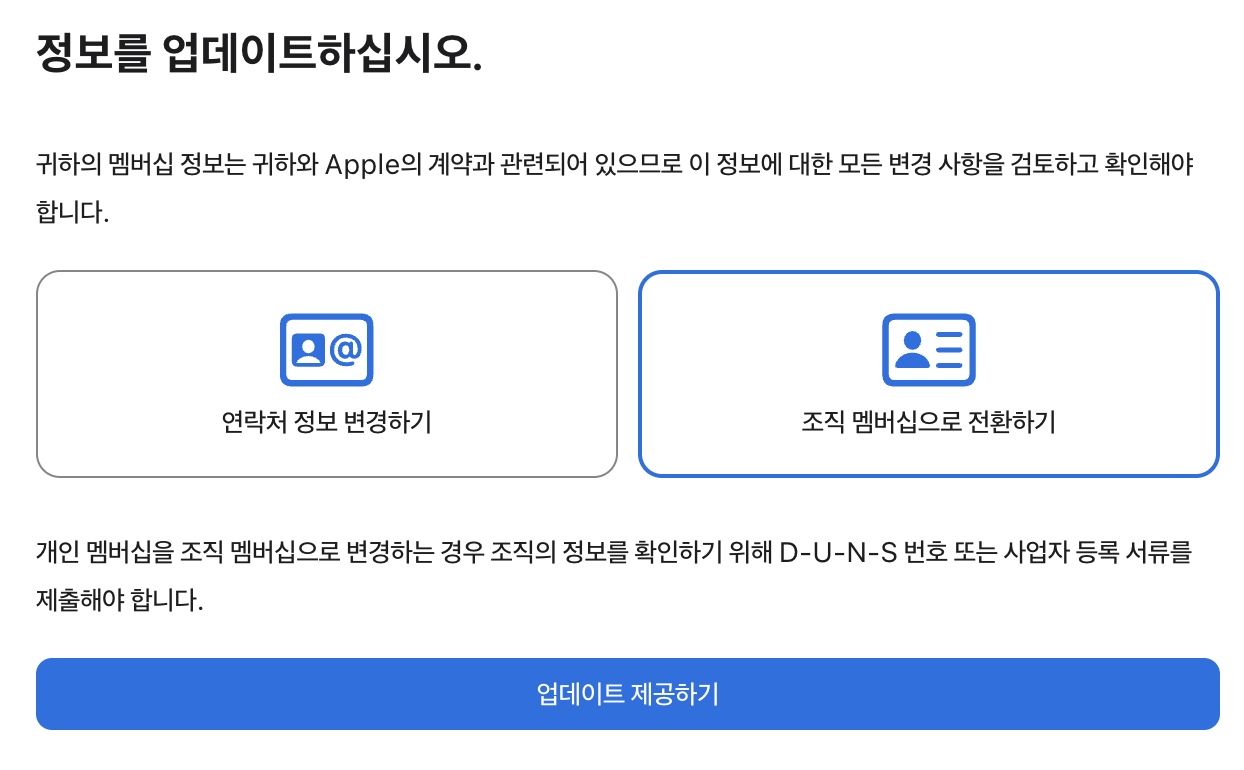 정보를 업데이트하십시오.
귀하의 멤버십 정보는 귀하와 Apple의 계약과 관련되어 있으므로 이 정보에 대한 모든 변경 사항을 검토하고 확인해야
합니다.
연락처 정보 변경하기
조직 멤버십으로 전환하기
개인 멤버십을 조직 멤버십으로 변경하는 경우 조직의 정보를 확인하기 위해 D-U-N-S 번호 또는 사업자 등록 서류를
제출해야 합니다.
업데이트 제공하기